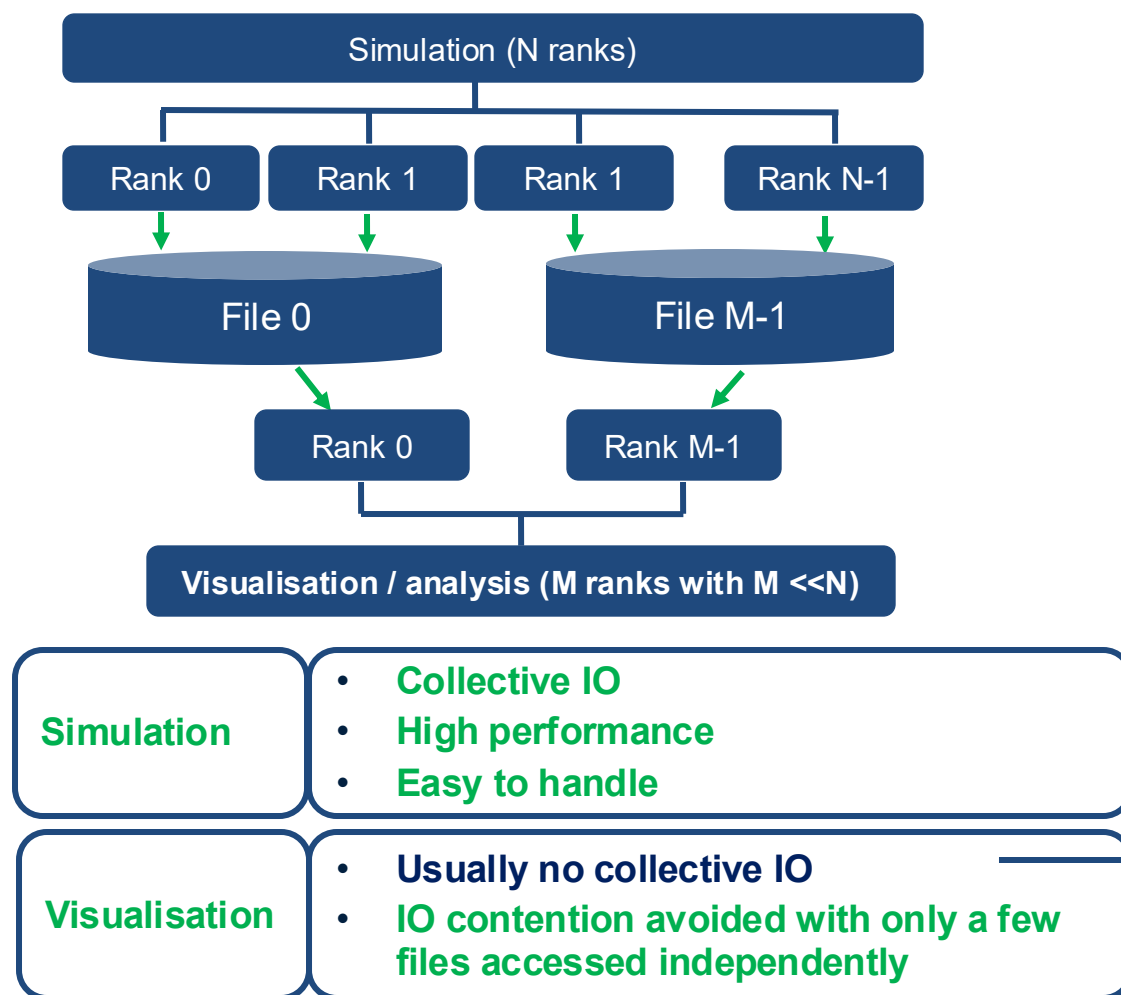 Simulation (N ranks)
Rank 0
Rank 1
Rank 1
Rank N-1
File 0
File M-1
Rank 0
Rank M-1
Visualisation / analysis (M ranks with M <<N)
Simulation
• Collective IO
• High performance
• Easy to handle
Visualisation
• Usually no collective IO
• IO contention avoided with only a few
files accessed independently